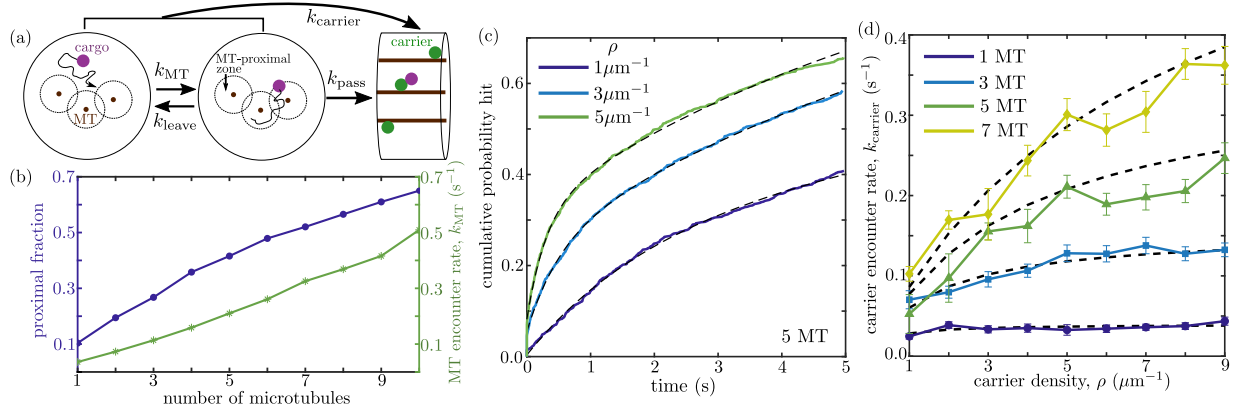 (a)
cargo
MT
k_MT
k_leave
MT-proximal
zone
k_carrier
k_pass
carrier
(b)
proximal fraction
0.7
0.5
0.3
0.1
1 3 5 7 9
number of microtubules
0.7
0.5
0.3
0.1
MT encounter rate, k_MT (s⁻¹)
(c)
cumulative probability hit
0.6
0.4
0.2
0.0
0 1 2 3 4 5
time (s)
ρ
1μm⁻¹
3μm⁻¹
5μm⁻¹
5 MT
(d)
carrier encounter rate, k_carrier (s⁻¹)
0.4
0.3
0.2
0.1
0.0
1 3 5 7 9
carrier density, ρ (μm⁻¹)
1 MT
3 MT
5 MT
7 MT